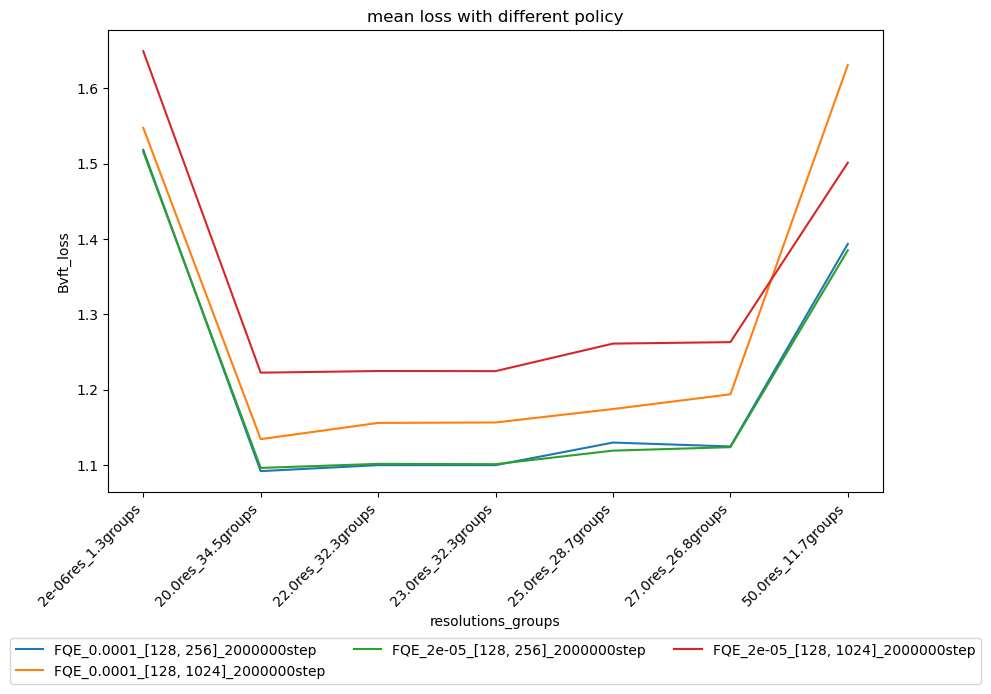 mean loss with different policy
Bvft_loss
1.6
1.5
1.4
1.3
1.2
1.1
2e-06res_1.3groups
20.0res_34.5groups
22.0res_32.3groups
23.0res_32.3groups
25.0res_28.7groups
27.0res_26.8groups
50.0res_11.7groups
resolutions_groups
FQE_0.0001_[128, 256]_2000000step
FQE_0.0001_[128, 1024]_2000000step
FQE_2e-05_[128, 256]_2000000step
FQE_2e-05_[128, 1024]_2000000step